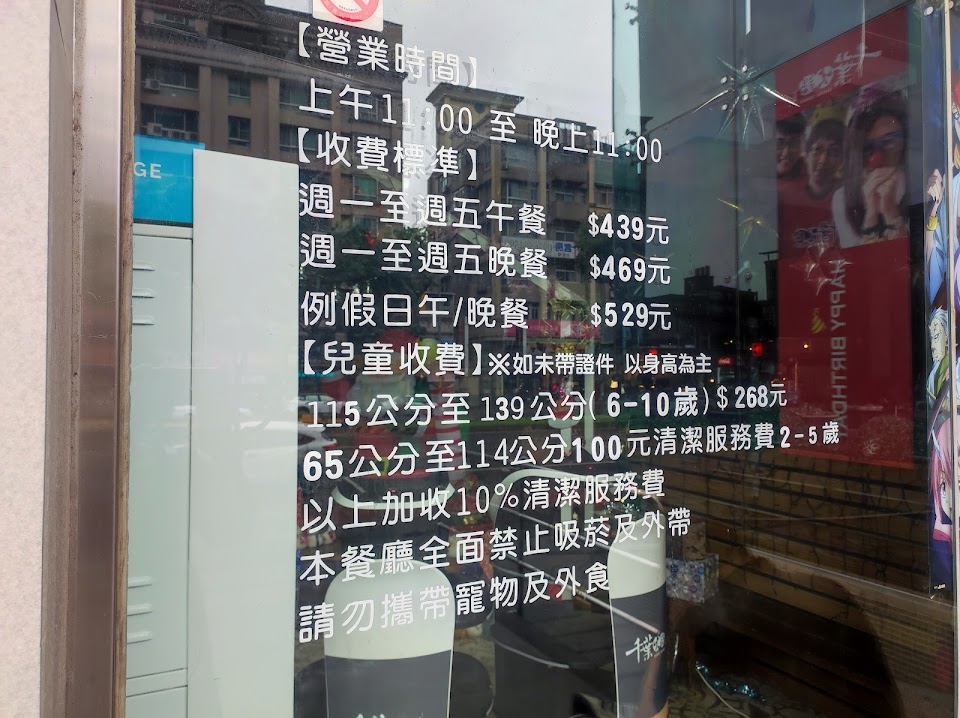 【營業時間】
上午11:00 至 晚上11:00
【收費標準】
週一至週五午餐 $439元
週一至週五晚餐 $469元
例假日午/晚餐 $529元
【兒童收費】※如未帶證件 以身高為主
115公分至139公分(6-10歲)$268元
65公分至114公分100元清潔服務費2-5歲
以上加收10%清潔服務費
本餐廳全面禁止吸菸及外帶
請勿攜帶寵物及外食
GE
HAPPY BIRTHDAY
千葉火鍋